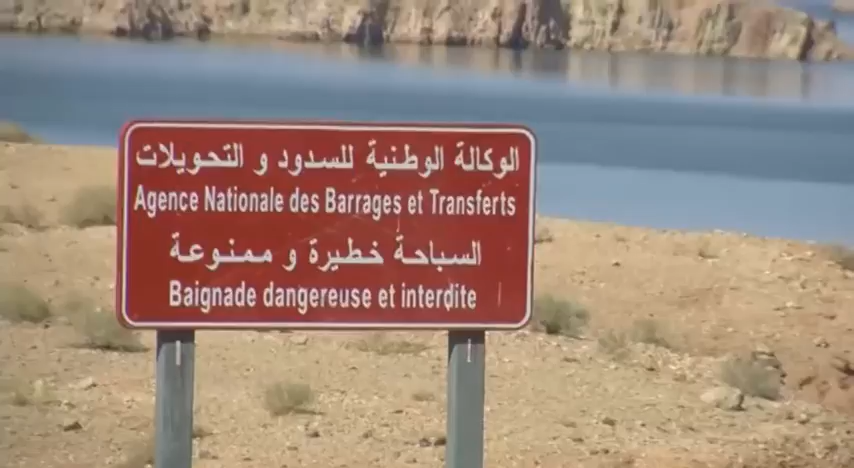 الوكالة الوطنية للسدود و التحويلات
Agence Nationale des Barrages et Transferts
السباحة خطيرة و ممنوعة
Baignade dangereuse et interdite